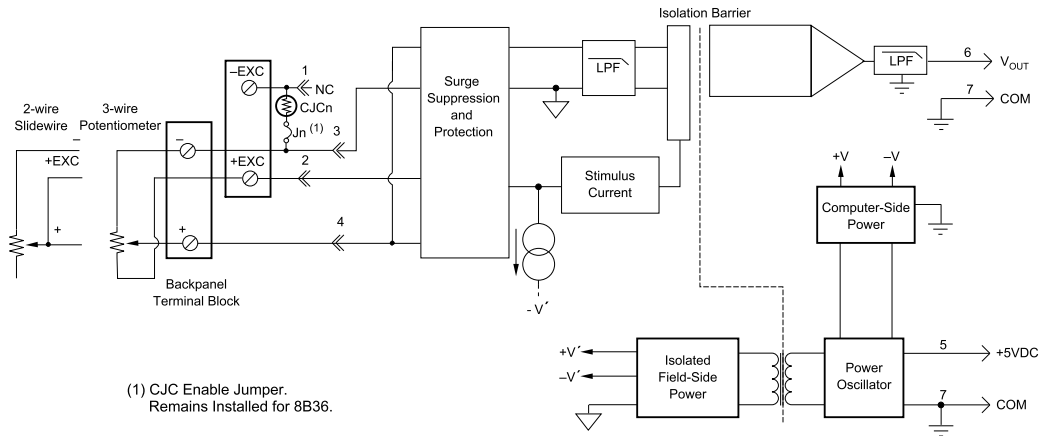 Isolation Barrier
–EXC
1
NC
CJCn
Jn (1)
2-wire
Slidewire
3-wire
Potentiometer
–
+EXC
+
–
+
+EXC
3
2
4
Backpanel
Terminal Block
Surge
Suppression
and
Protection
LPF
Stimulus
Current
- V´
LPF
6
VOUT
7
COM
+V
–V
Computer-Side
Power
+V´
–V´
Isolated
Field-Side
Power
Power
Oscillator
5
+5VDC
7
COM
(1) CJC Enable Jumper.
Remains Installed for 8B36.